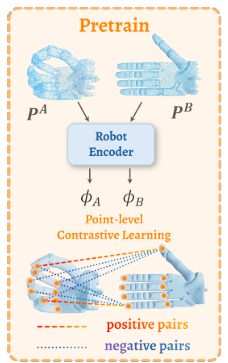 Pretrain
P^A
P^B
Robot
Encoder
ϕ_A
ϕ_B
Point-level
Contrastive Learning
positive pairs
negative pairs